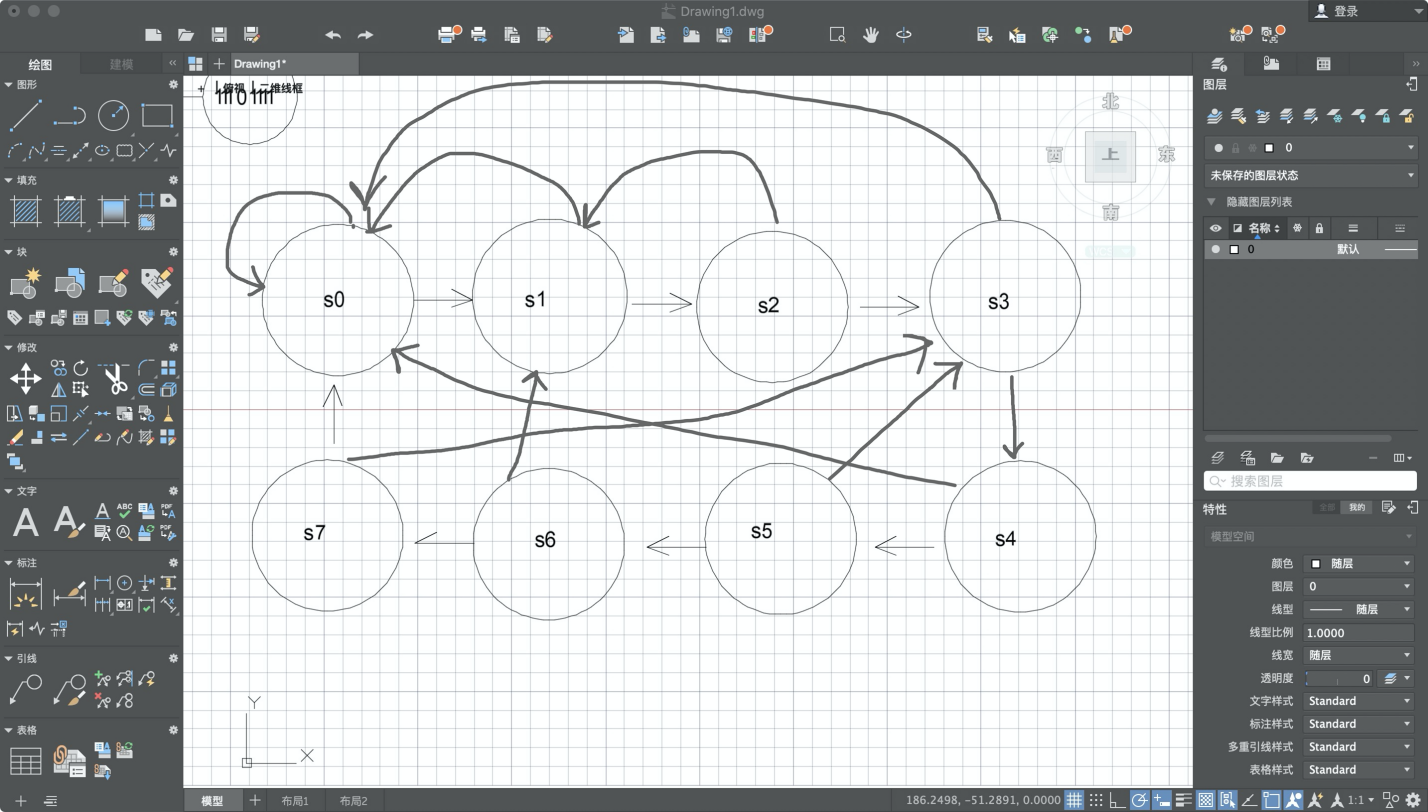 Drawing1.dwg
登录
绘图
建模
Drawing1*
图形
填充
块
修改
文字
标注
引线
表格
俯视
二维线框
北
西
上
东
南
s0
s1
s2
s3
s7
s6
s5
s4
Y
X
图层
0
未保存的图层状态
隐藏图层列表
名称
0
默认
搜索图层
特性
全部
我的
模型空间
颜色
随层
图层
0
线型
随层
线型比例
1.0000
线宽
随层
透明度
0
文字样式
Standard
标注样式
Standard
多重引线样式
Standard
表格样式
Standard
模型
布局1
布局2
186.2498, -51.2891, 0.0000
1:1